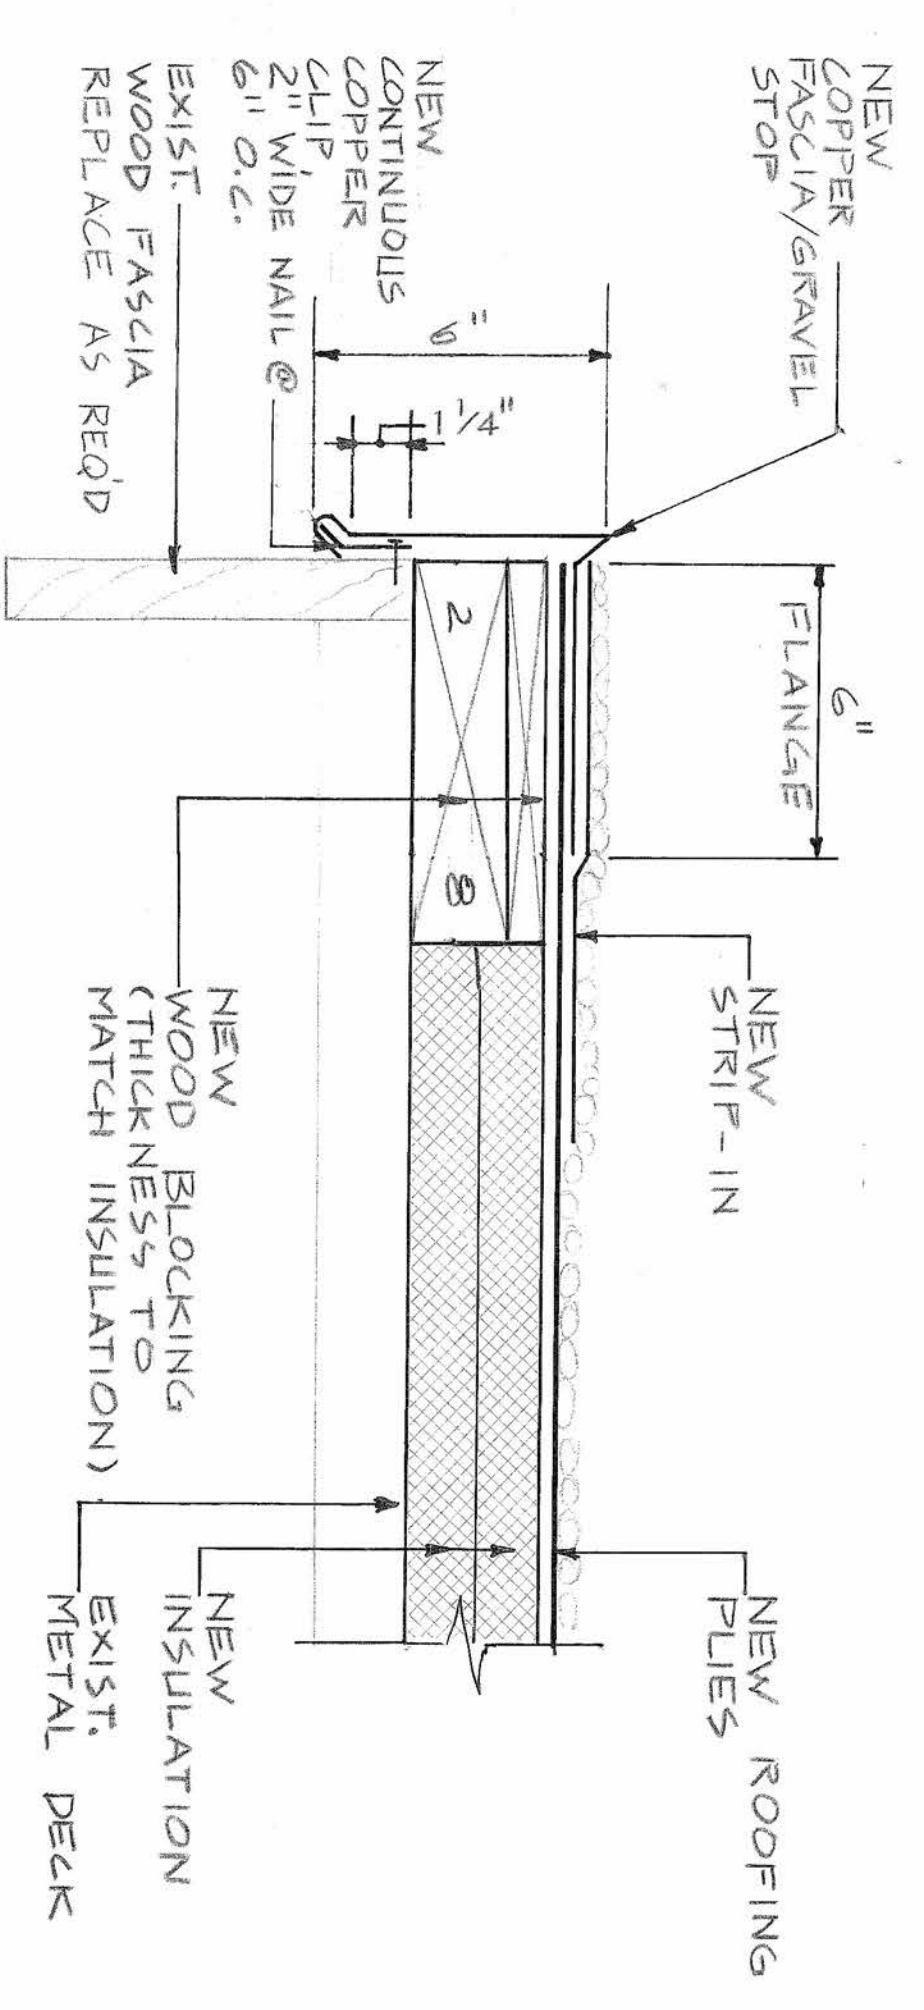 NEW
COPPER
FASCIA/GRAVEL
STOP
6"
FLANGE
NEW
STRIP-IN
NEW ROOFING
PLIES
6"
1 1/4"
2
8
NEW
CONTINUOUS
COPPER
CLIP,
2" WIDE NAIL @
6" O.C.
EXIST.
WOOD FASCIA
REPLACE AS REQ'D
NEW
WOOD BLOCKING
(THICKNESS TO
MATCH INSULATION)
NEW
INSULATION
EXIST.
METAL DECK